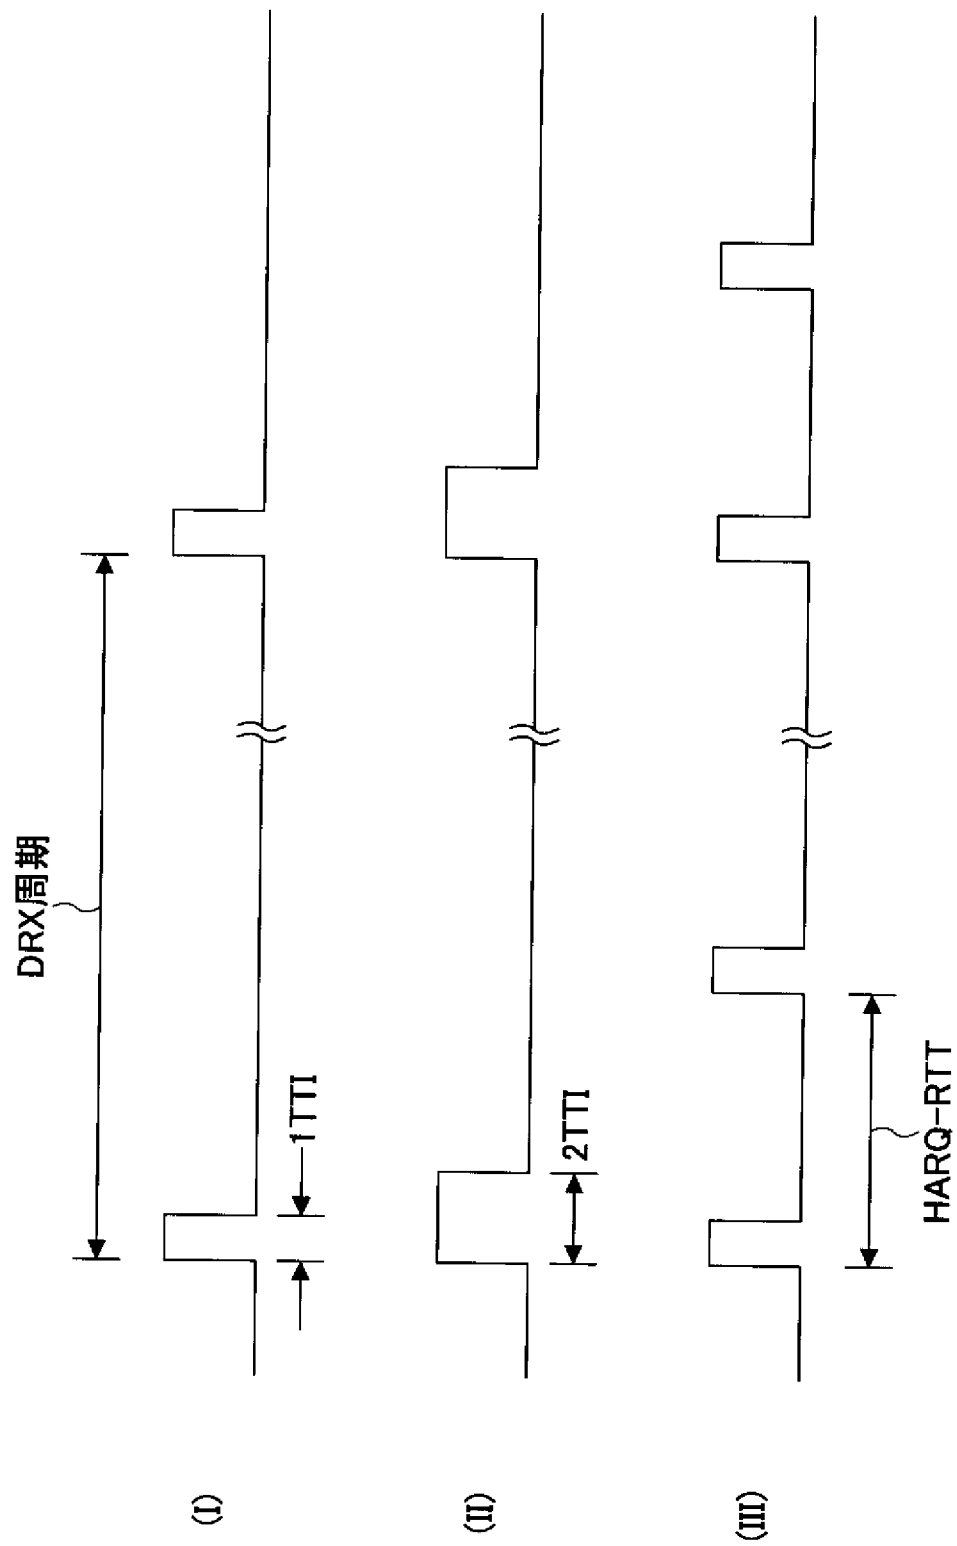 DRX周期
(I)
1TTI
(II)
2TTI
(III)
HARQ-RTT